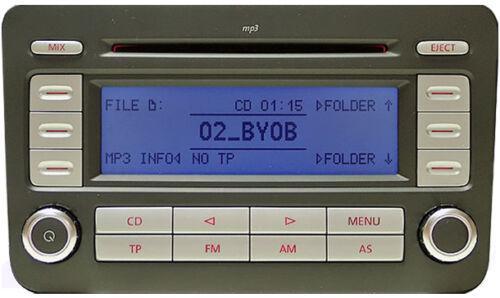 mp3
MIX EJECT
FILE : CD 01:15 FOLDER ↑
02_BYOB
MP3 INFO NO TP FOLDER ↓
CD MENU
TP FM AM AS